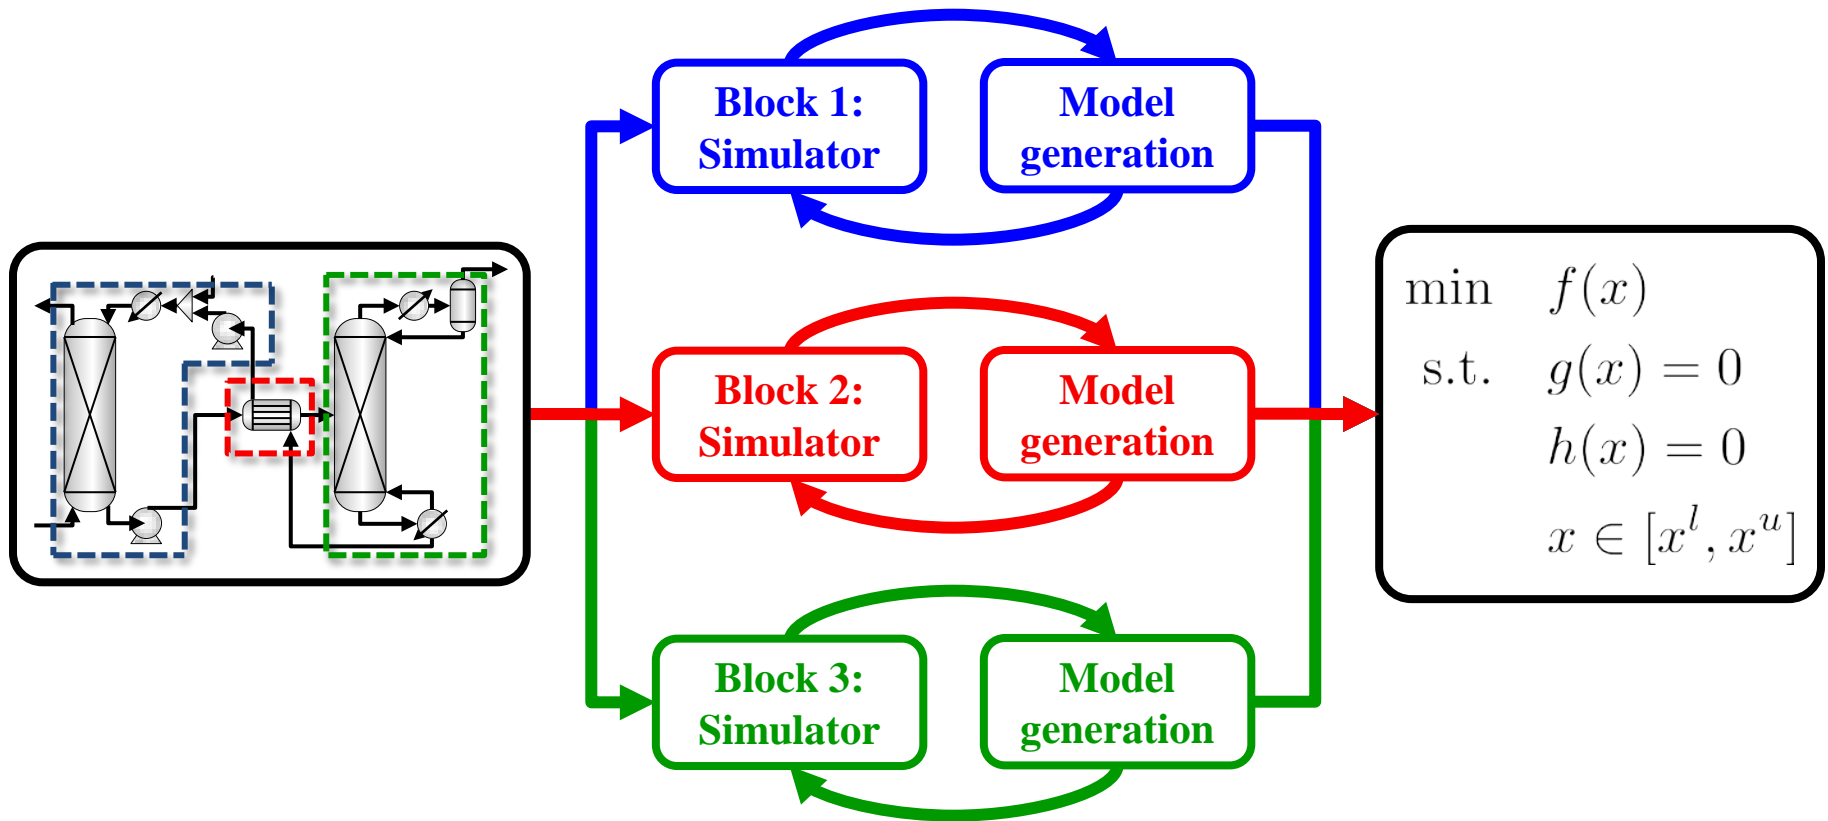 Block 1:
Simulator
Model
generation
Block 2:
Simulator
Model
generation
Block 3:
Simulator
Model
generation
min f(x)
s.t. g(x) = 0
h(x) = 0
x ∈ [x^l, x^u]